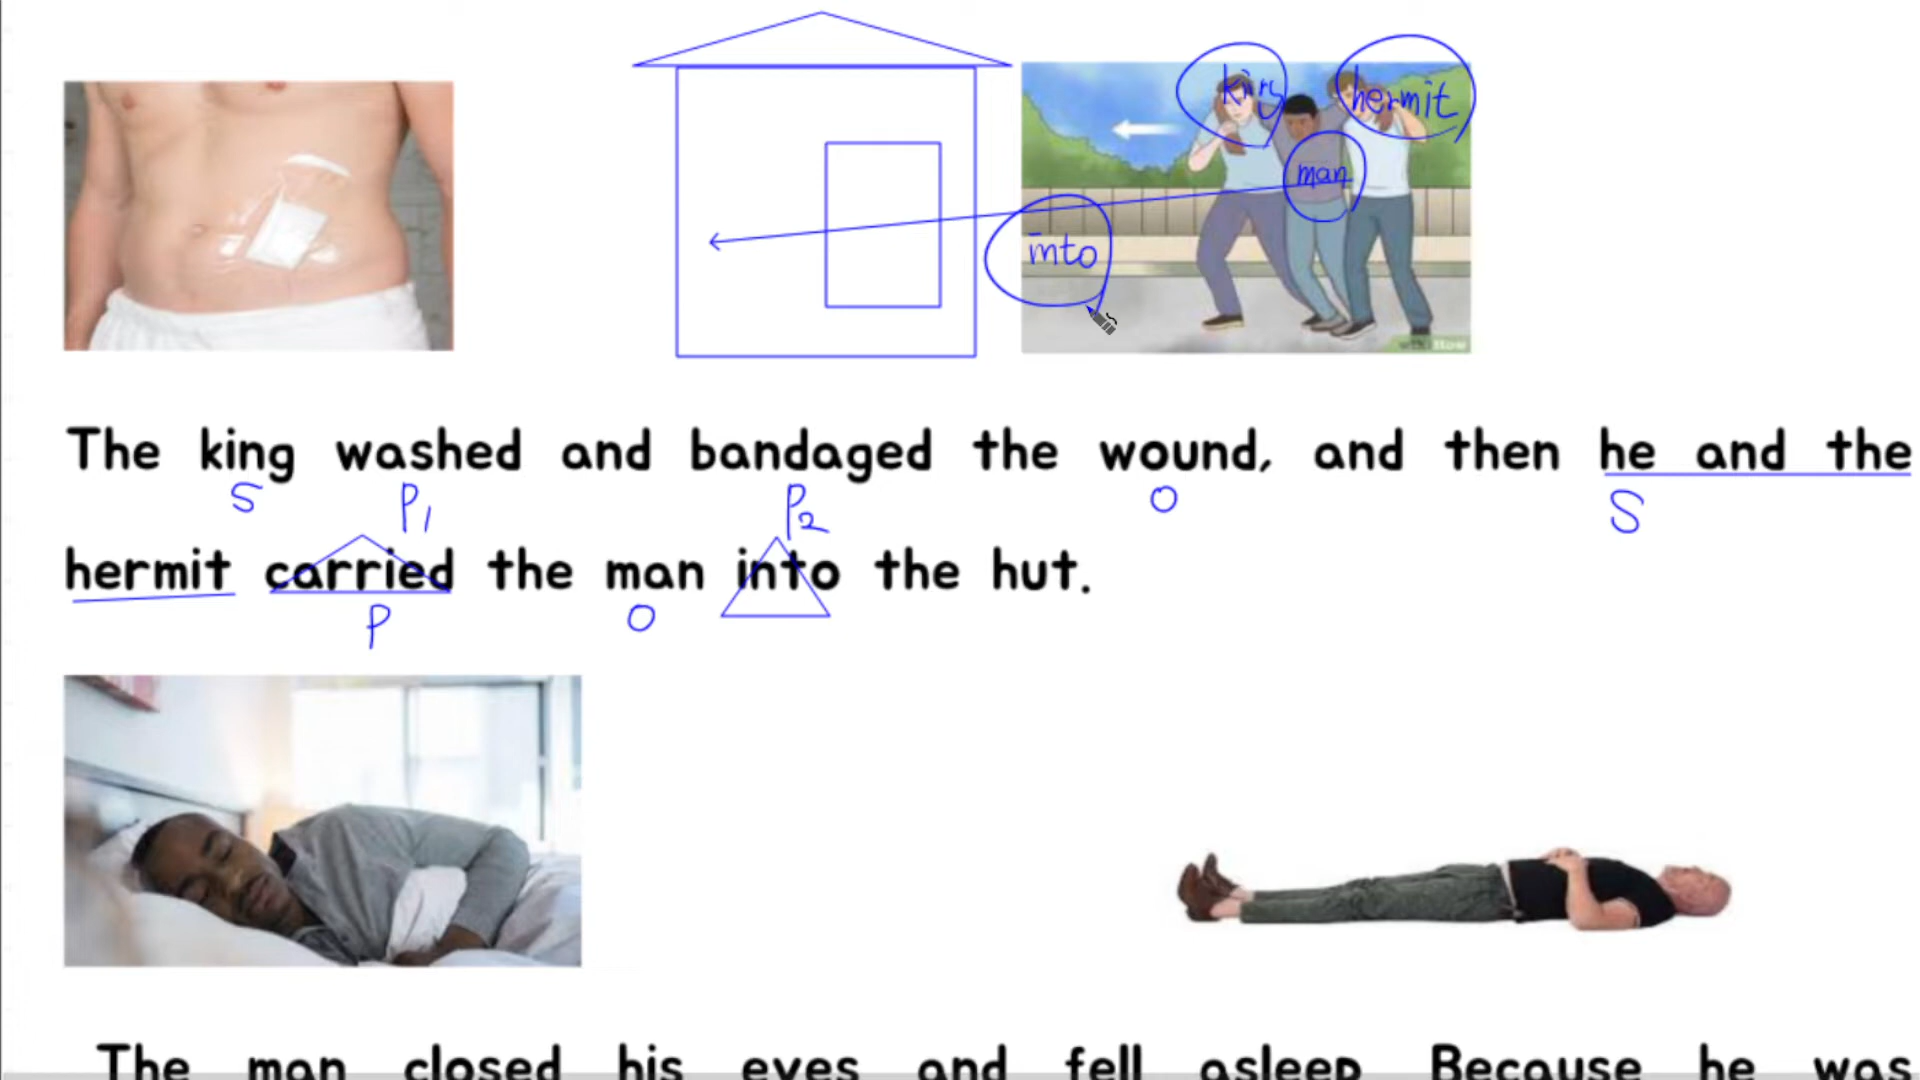 king hermit
man
into
wikiHow
The king washed and bandaged the wound, and then he and the
S P1 P2 O S
hermit carried the man into the hut.
P O
The man closed his eyes and fell asleep. Because he was